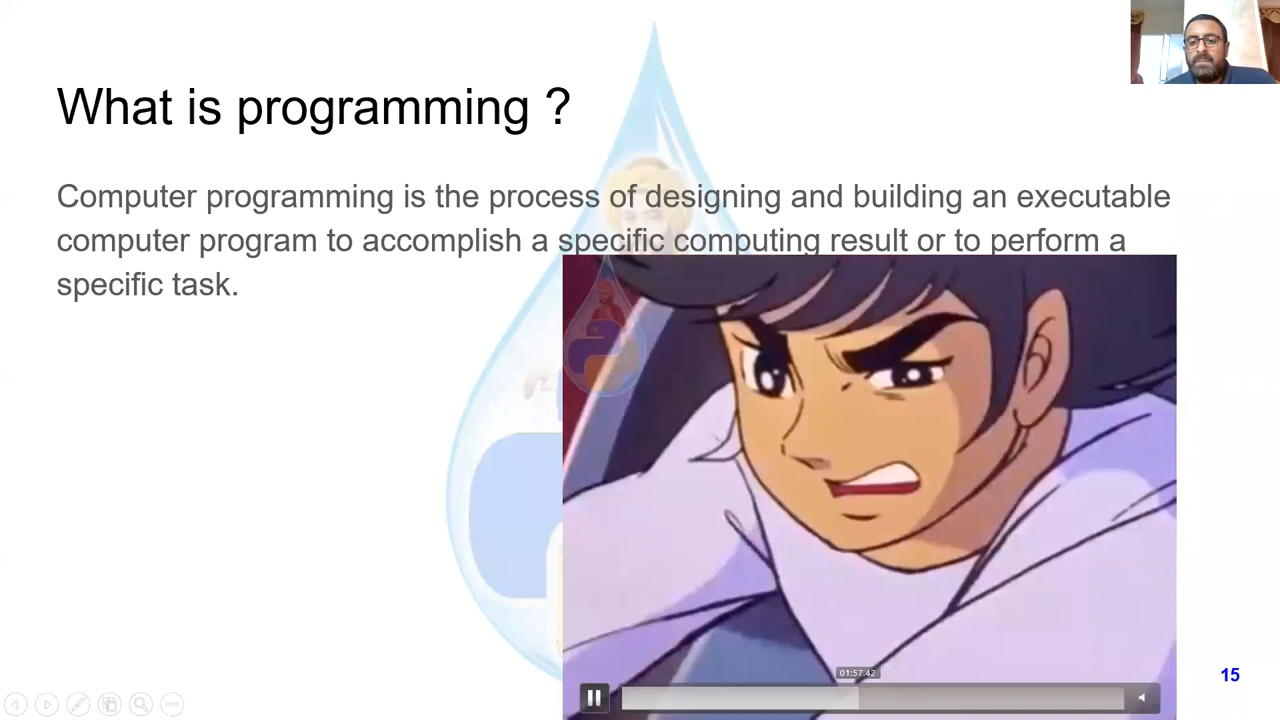 What is programming ?
Computer programming is the process of designing and building an executable
computer program to accomplish a specific computing result or to perform a
specific task.
01:57.42
15